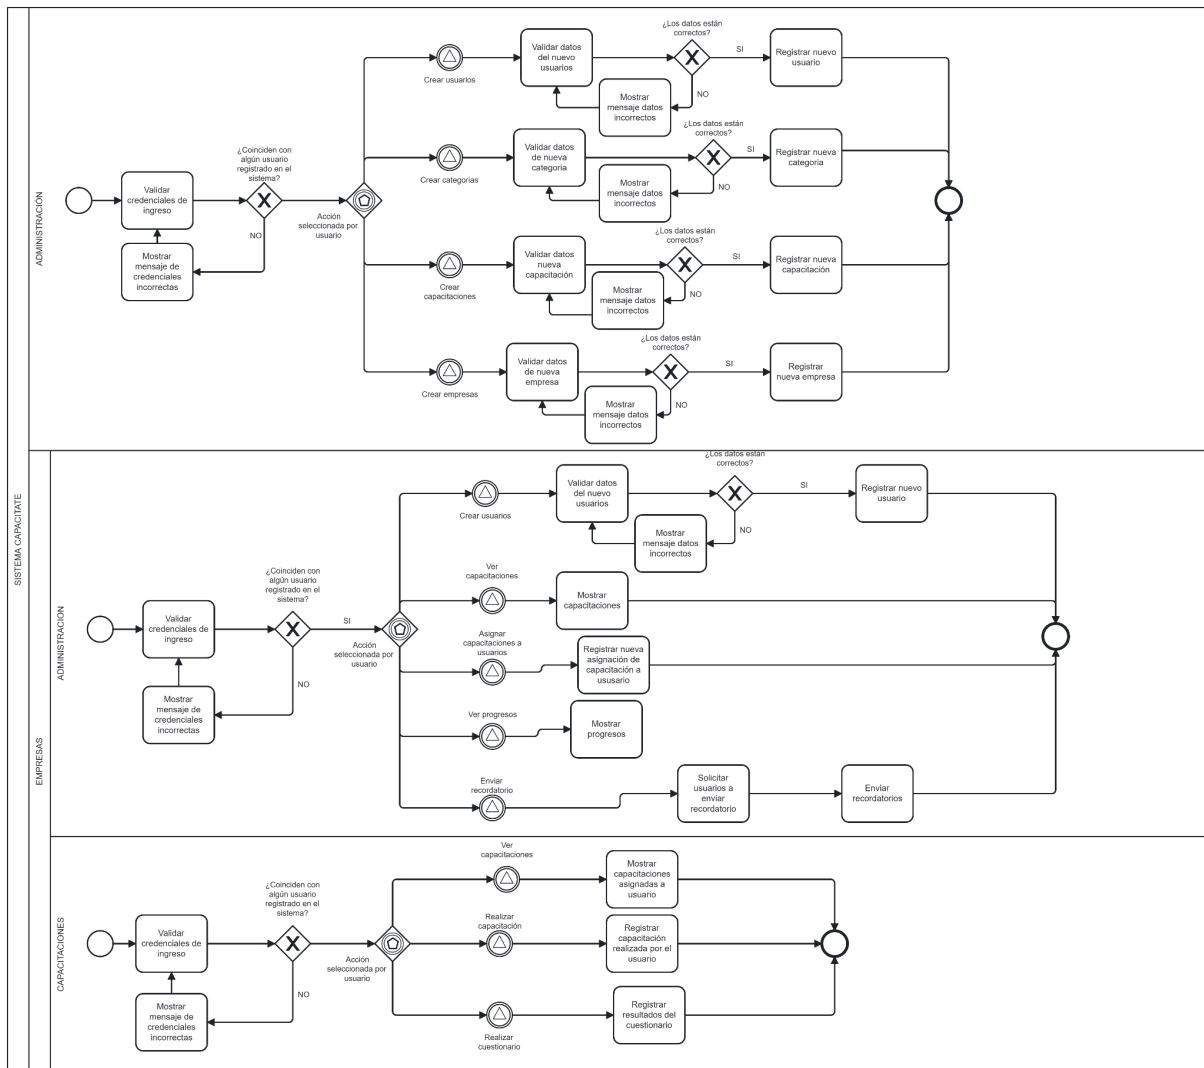 SISTEMA CAPACITATE
ADMINISTRACIÓN
Validar
credenciales de
ingreso
Mostrar
mensaje de
credenciales
incorrectas
¿Coinciden con
algún usuario
registrado en el
sistema?
NO
Acción
seleccionada por
usuario
Crear usuarios
Validar datos
del nuevo
usuarios
¿Los datos están
correctos?
SI
NO
Mostrar
mensaje datos
incorrectos
Registrar nuevo
usuario
Crear categorias
Validar datos
de nueva
categoria
¿Los datos están
correctos?
SI
NO
Mostrar
mensaje datos
incorrectos
Registrar nueva
categoria
Crear
capacitaciones
Validar datos
nueva
capacitación
¿Los datos están
correctos?
SI
NO
Mostrar
mensaje datos
incorrectos
Registrar nueva
capacitación
Crear empresas
Validar datos
de nueva
empresa
¿Los datos están
correctos?
SI
NO
Mostrar
mensaje datos
incorrectos
Registrar
nueva empresa
EMPRESAS
ADMINISTRACION
Validar
credenciales de
ingreso
Mostrar
mensaje de
credenciales
incorrectas
¿Coinciden con
algún usuario
registrado en el
sistema?
SI
NO
Acción
seleccionada por
usuario
Crear usuarios
Validar datos
del nuevo
usuarios
¿Los datos están
correctos?
SI
NO
Mostrar
mensaje datos
incorrectos
Registrar nuevo
usuario
Ver
capacitaciones
Mostrar
capacitaciones
Asignar
capacitaciones a
usuarios
Registrar nueva
asignación de
capacitación a
ususario
Ver progresos
Mostrar
progresos
Enviar
recordatorio
Solicitar
usuarios a
enviar
recordatorio
Enviar
recordatorios
CAPACITACIONES
Validar
credenciales de
ingreso
Mostrar
mensaje de
credenciales
incorrectas
¿Coinciden con
algún usuario
registrado en el
sistema?
NO
Acción
seleccionada por
usuario
Ver
capacitaciones
Mostrar
capacitaciones
asignadas a
usuario
Realizar
capacitación
Registrar
capacitación
realizada por el
usuario
Realizar
cuestionario
Registrar
resultados del
cuestionario